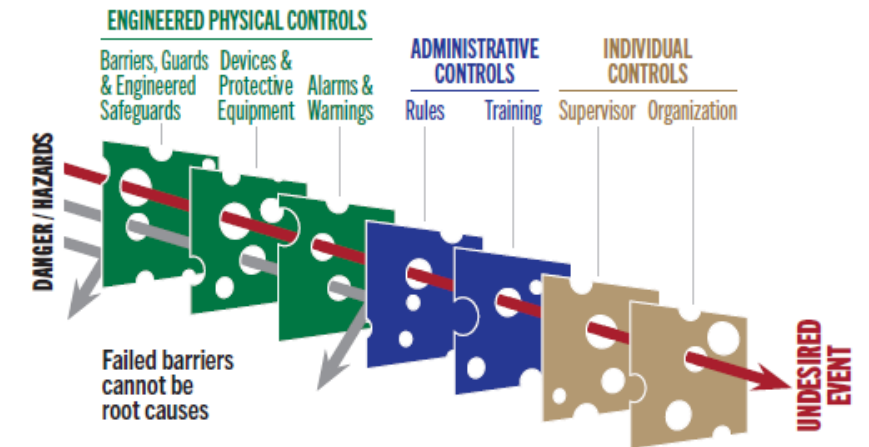 ENGINEERED PHYSICAL CONTROLS
Barriers, Guards
& Engineered
Safeguards
Devices &
Protective
Equipment
Alarms &
Warnings
ADMINISTRATIVE
CONTROLS
Rules
Training
INDIVIDUAL
CONTROLS
Supervisor
Organization
DANGER / HAZARDS
Failed barriers
cannot be
root causes
UNDESIRED
EVENT